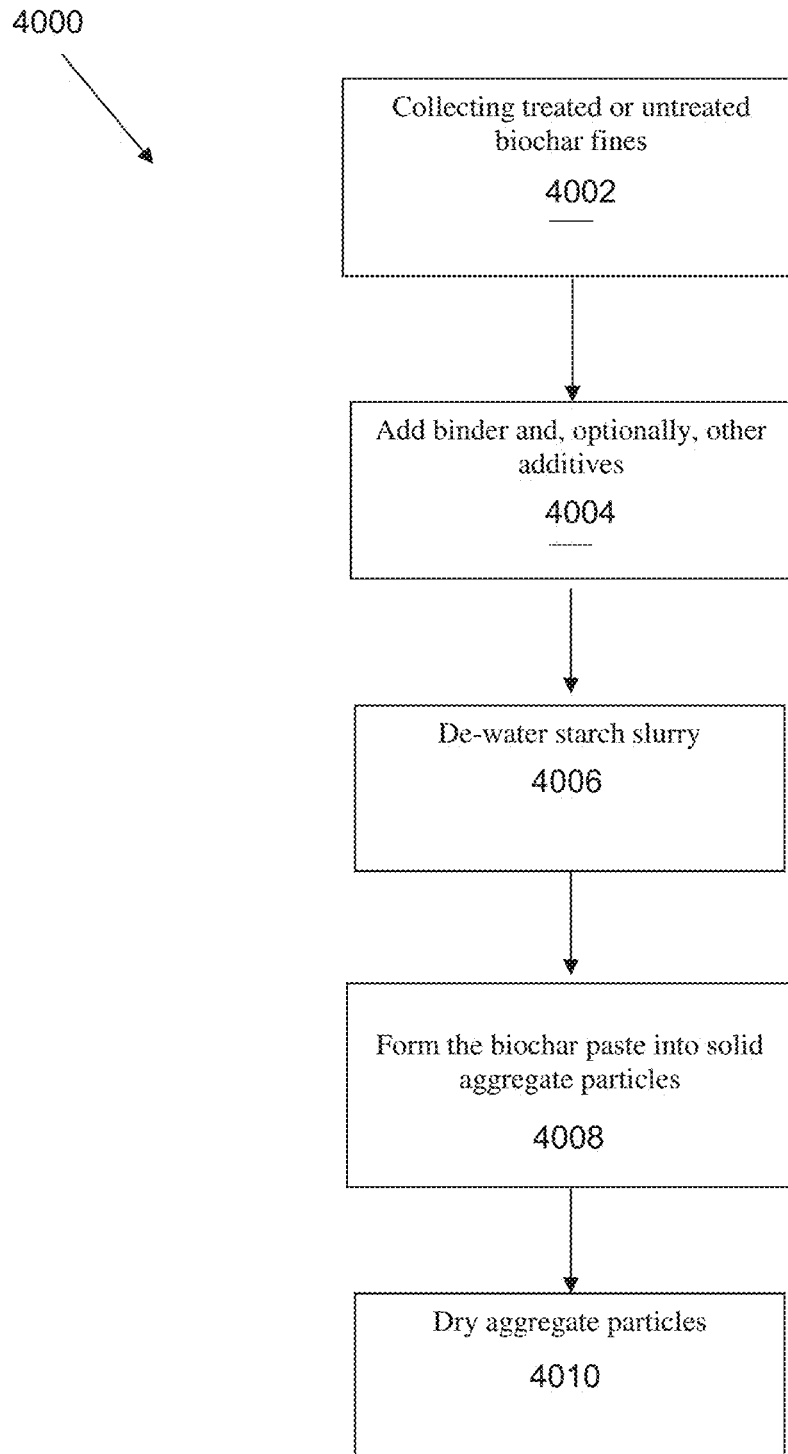 4000
Collecting treated or untreated
biochar fines
4002
Add binder and, optionally, other
additives
4004
De-water starch slurry
4006
Form the biochar paste into solid
aggregate particles
4008
Dry aggregate particles
4010